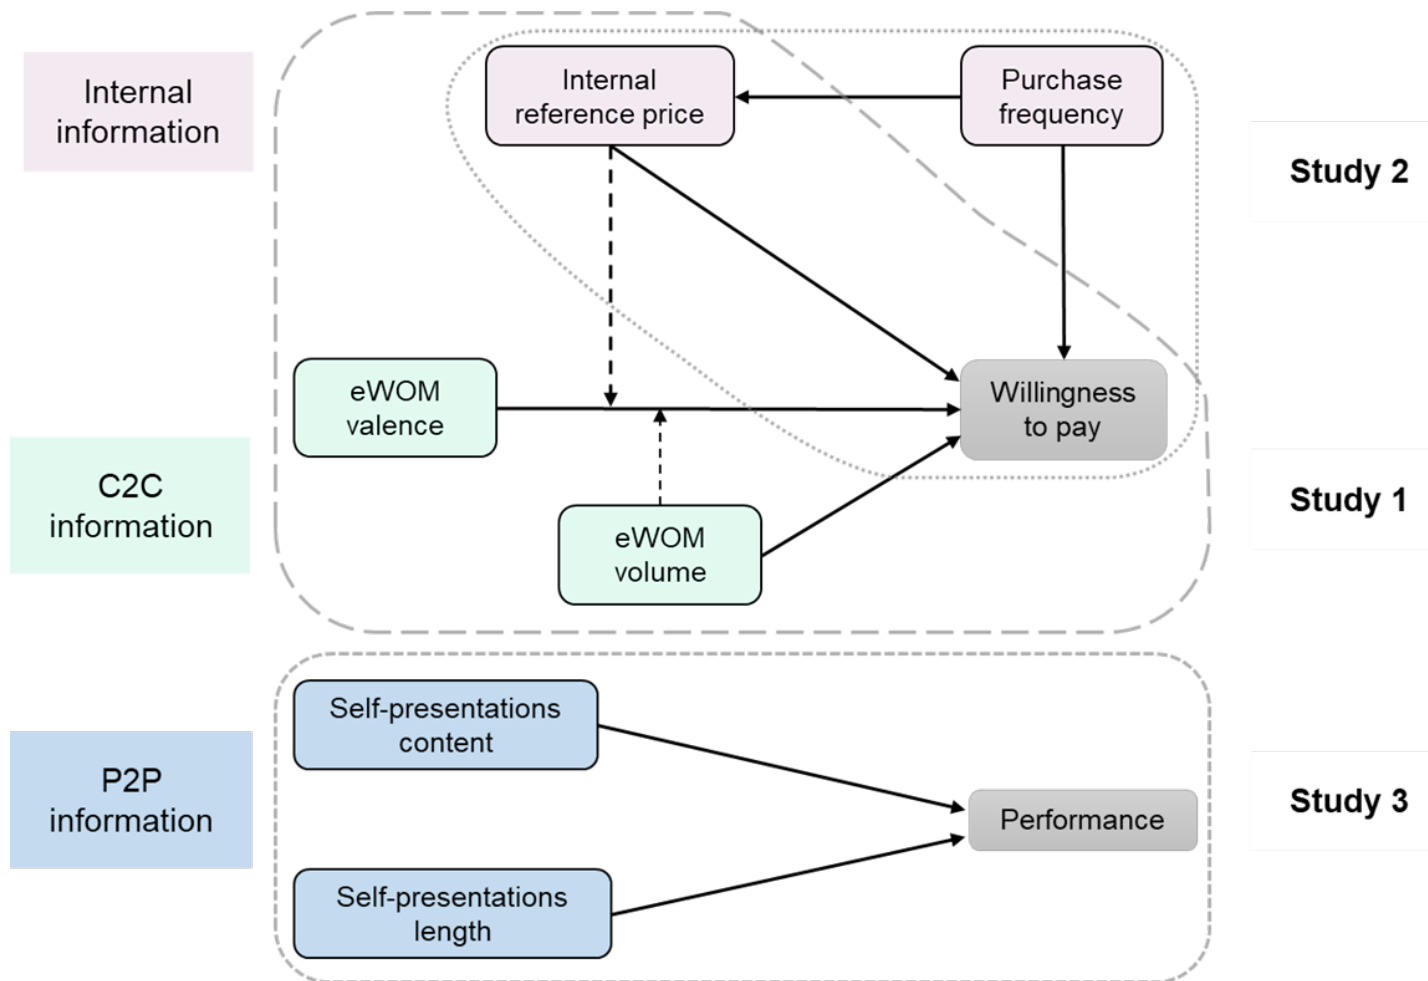 Internal
information
Internal
reference price
Purchase
frequency
Study 2
eWOM
valence
Willingness
to pay
C2C
information
eWOM
volume
Study 1
Self-presentations
content
P2P
information
Performance
Study 3
Self-presentations
length